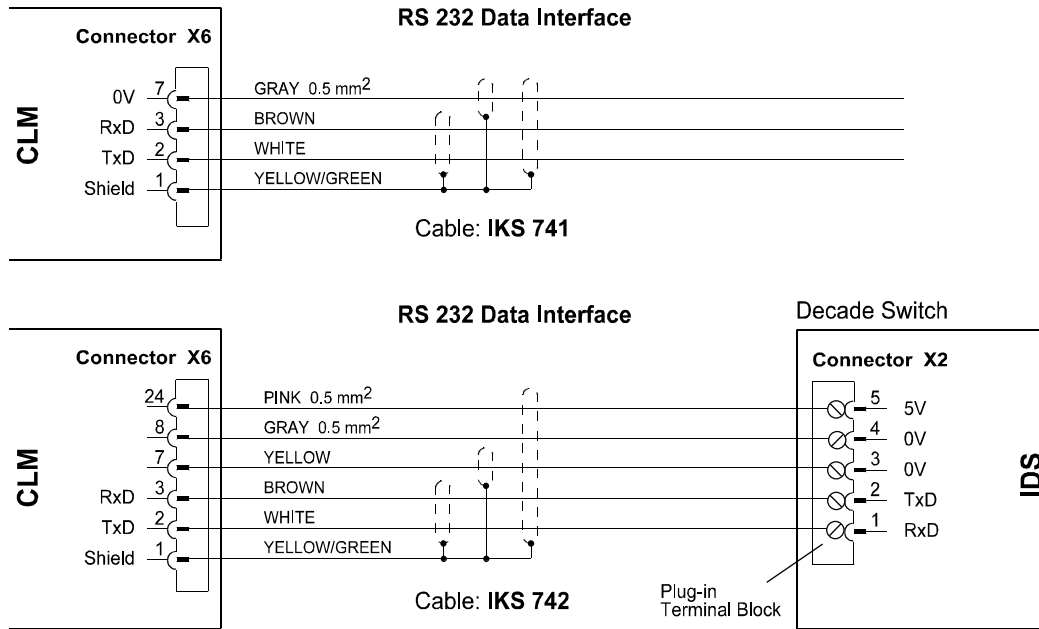 RS 232 Data Interface
Connector X6
CLM
0V 7 GRAY 0.5 mm2
RxD 3 BROWN
TxD 2 WHITE
Shield 1 YELLOW/GREEN
Cable: IKS 741
RS 232 Data Interface
Decade Switch
Connector X6
Connector X2
CLM
IDS
24 PINK 0.5 mm2 5 5V
8 GRAY 0.5 mm2 4 0V
7 YELLOW 3 0V
RxD 3 BROWN 2 TxD
TxD 2 WHITE 1 RxD
Shield 1 YELLOW/GREEN
Plug-in
Terminal Block
Cable: IKS 742